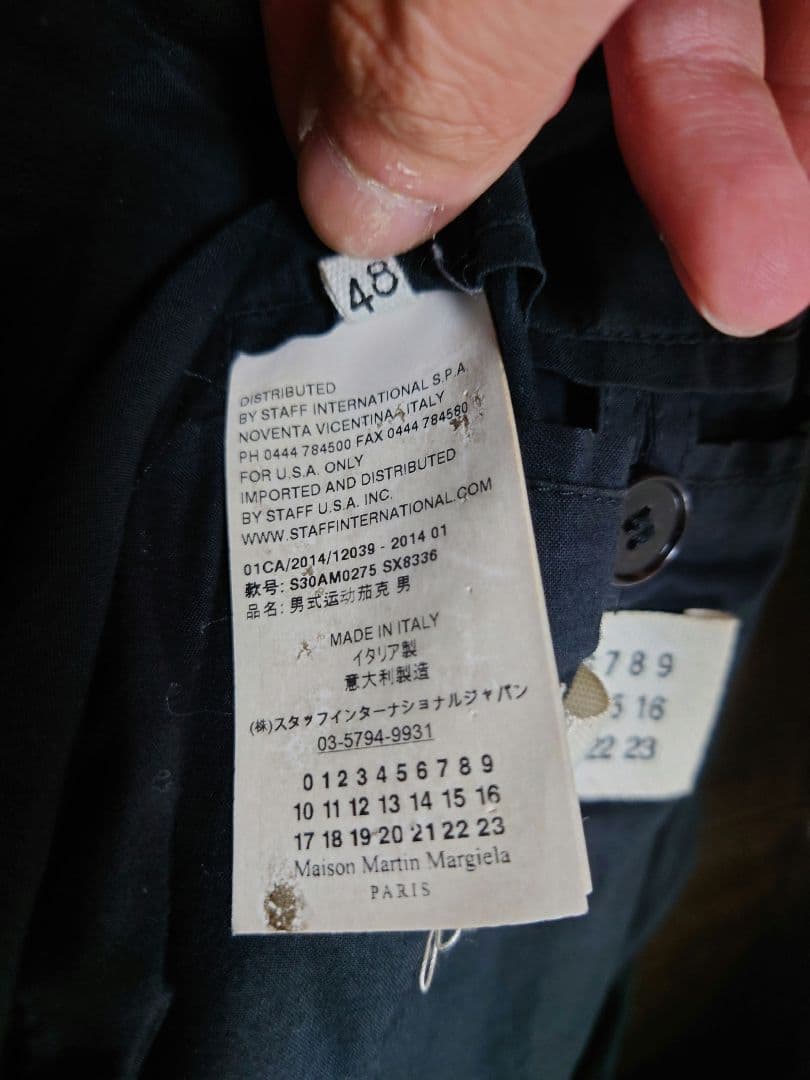 48
DISTRIBUTED
BY STAFF INTERNATIONAL S.P.A.
NOVENTA VICENTINA ITALY
PH 0444 784500 FAX 0444 784580
FOR U.S.A. ONLY
IMPORTED AND DISTRIBUTED
BY STAFF U.S.A. INC.
WWW.STAFFINTERNATIONAL.COM
01CA/2014/12039 - 2014 01
款号: S30AM0275 SX8336
品名: 男式运动茄克 男
MADE IN ITALY
イタリア製
意大利製造
(株)スタッフインターナショナルジャパン
03-5794-9931
0 1 2 3 4 5 6 7 8 9
10 11 12 13 14 15 16
17 18 19 20 21 22 23
Maison Martin Margiela
PARIS
7 8 9
16
22 23